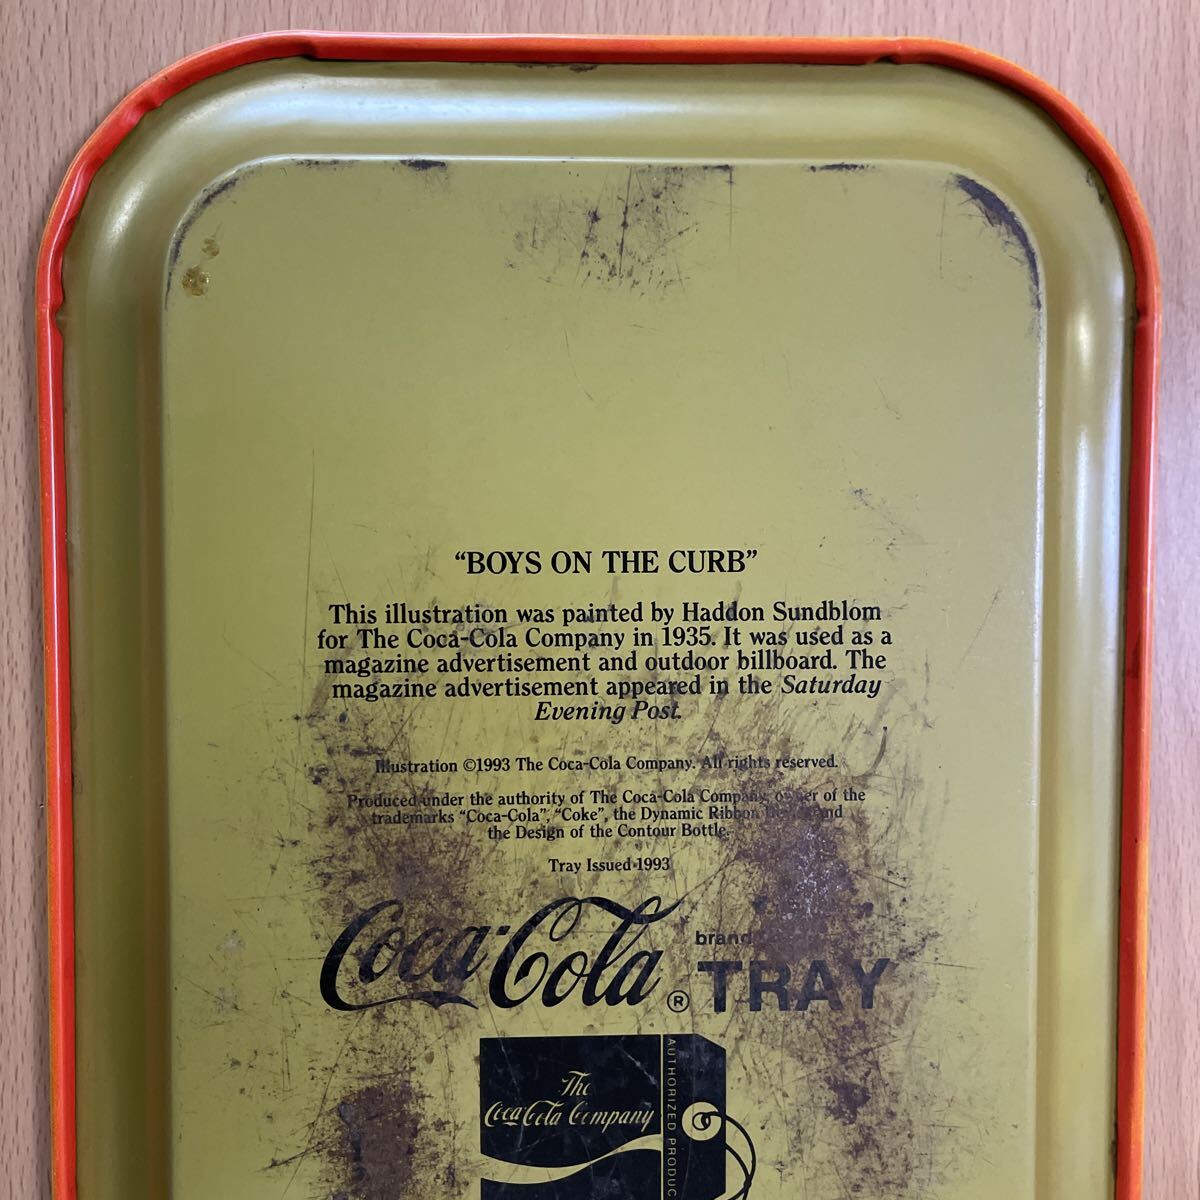 “BOYS ON THE CURB”
This illustration was painted by Haddon Sundblom
for The Coca-Cola Company in 1935. It was used as a
magazine advertisement and outdoor billboard. The
magazine advertisement appeared in the Saturday
Evening Post.
Illustration ©1993 The Coca-Cola Company. All rights reserved.
Produced under the authority of The Coca-Cola Company, owner of the
trademarks “Coca-Cola”, “Coke”, the Dynamic Ribbon and
the Design of the Contour Bottle.
Tray Issued 1993
Coca-Cola ® brand TRAY
The
Coca-Cola Company
AUTHORIZED PRODUC